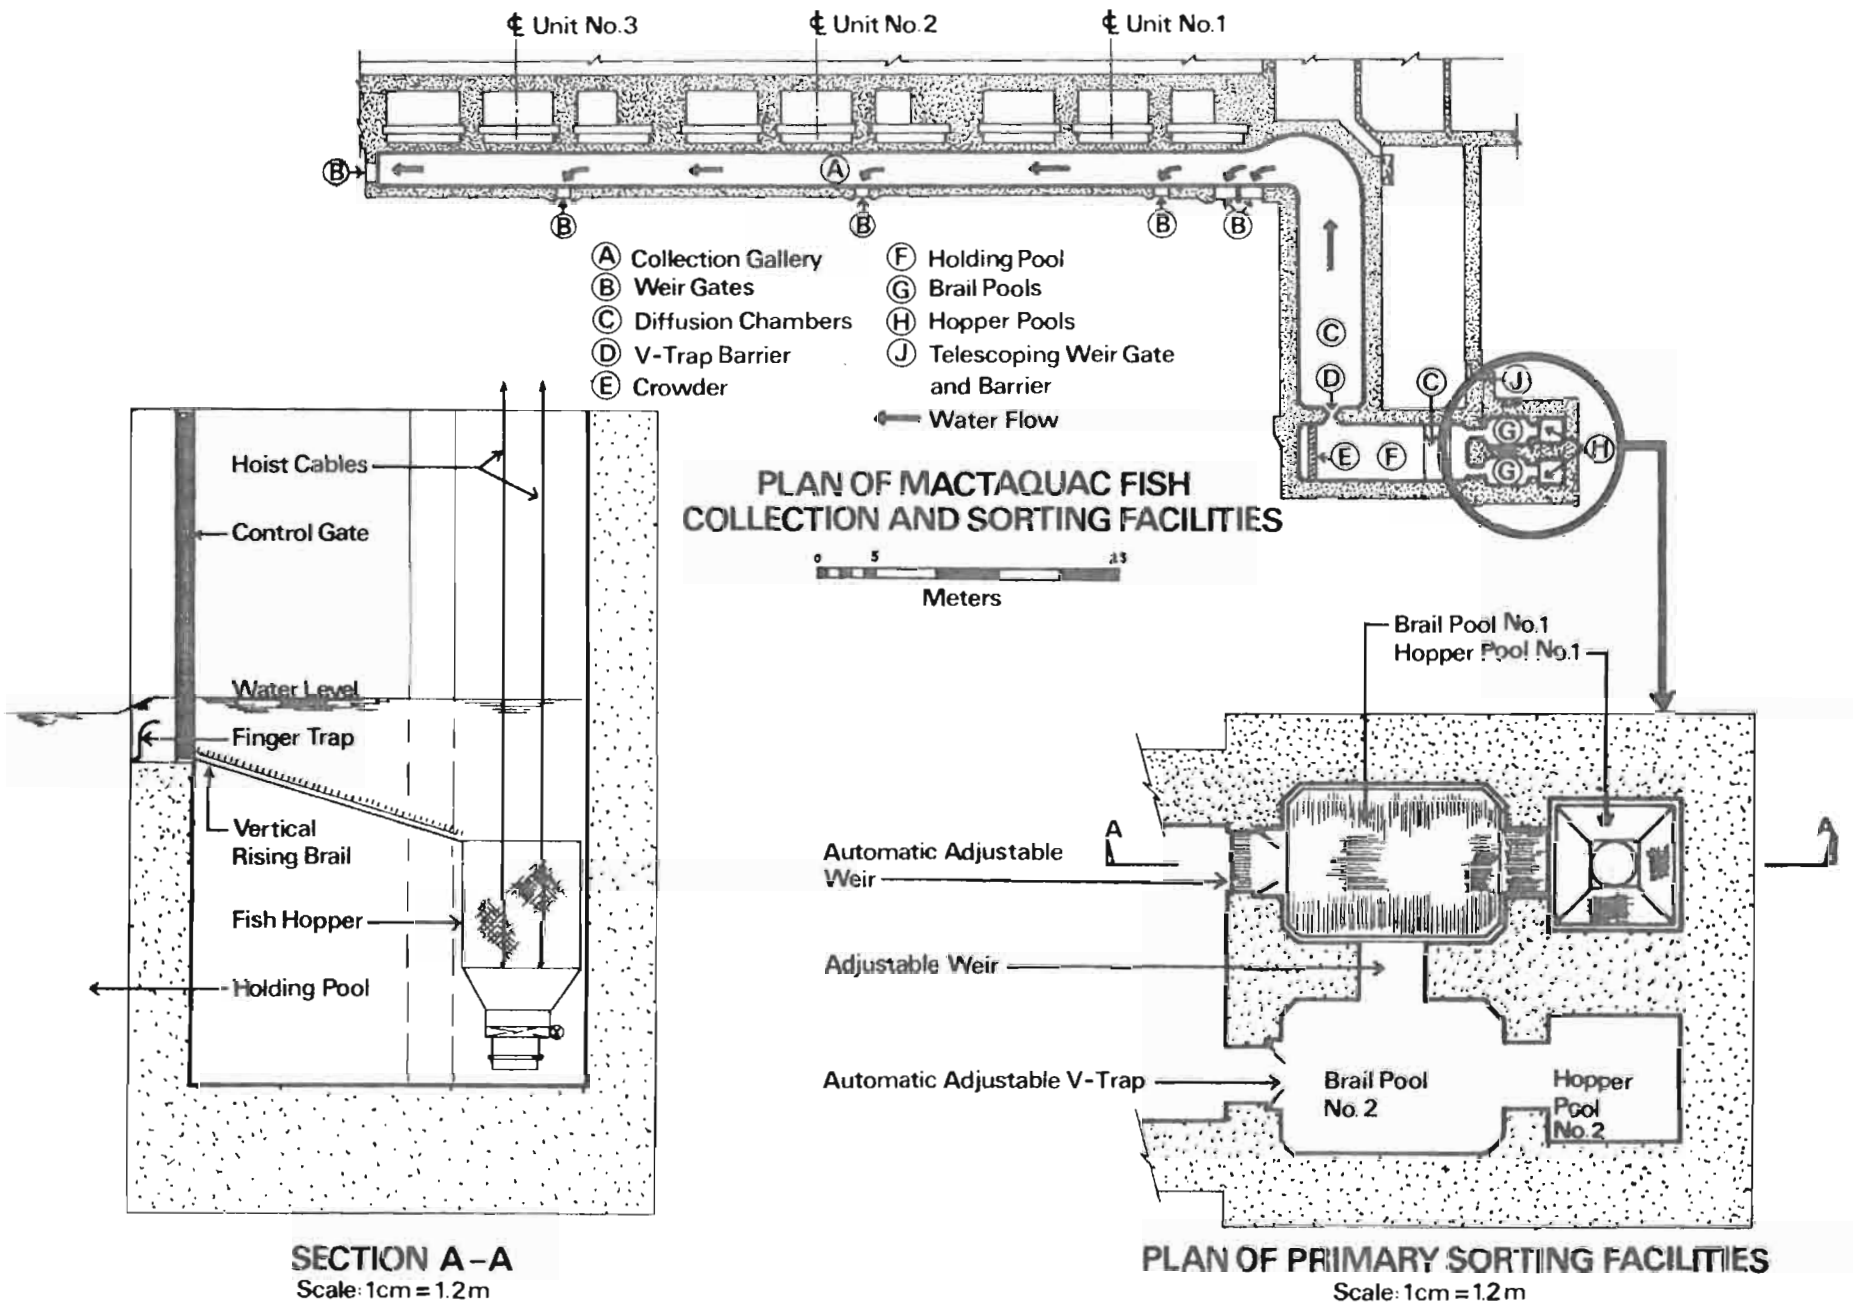 ℄ Unit No.3
℄ Unit No.2
℄ Unit No.1
B
A
B
B
B
B
A Collection Gallery
B Weir Gates
C Diffusion Chambers
D V-Trap Barrier
E Crowder
F Holding Pool
G Brail Pools
H Hopper Pools
J Telescoping Weir Gate
and Barrier
Water Flow
C
D
C
J
E
F
G
G
H
PLAN OF MACTAQUAC FISH
COLLECTION AND SORTING FACILITIES
0 5
Meters
Hoist Cables
Control Gate
Water Level
Finger Trap
Vertical
Rising Brail
Fish Hopper
Holding Pool
SECTION A-A
Scale: 1cm = 1.2 m
Brail Pool No.1
Hopper Pool No.1
A
A
Automatic Adjustable
Weir
Adjustable Weir
Automatic Adjustable V-Trap
Brail Pool
No. 2
Hopper
Pool
No. 2
PLAN OF PRIMARY SORTING FACILITIES
Scale: 1cm = 1.2 m